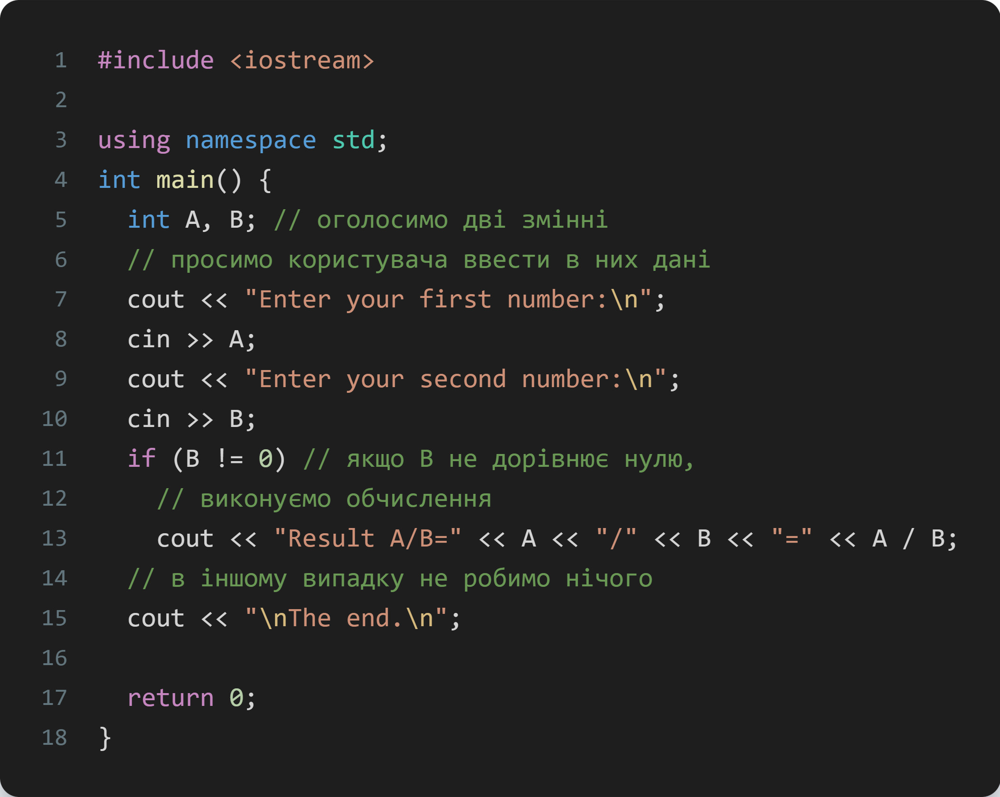 1 #include <iostream>
2
3 using namespace std;
4 int main() {
5   int A, B; // оголосимо дві змінні
6   // просимо користувача ввести в них дані
7   cout << "Enter your first number:\n";
8   cin >> A;
9   cout << "Enter your second number:\n";
10   cin >> B;
11   if (B != 0) // якщо B не дорівнює нулю,
12     // виконуємо обчислення
13     cout << "Result A/B=" << A << "/" << B << "=" << A / B;
14   // в іншому випадку не робимо нічого
15   cout << "\nThe end.\n";
16
17   return 0;
18 }